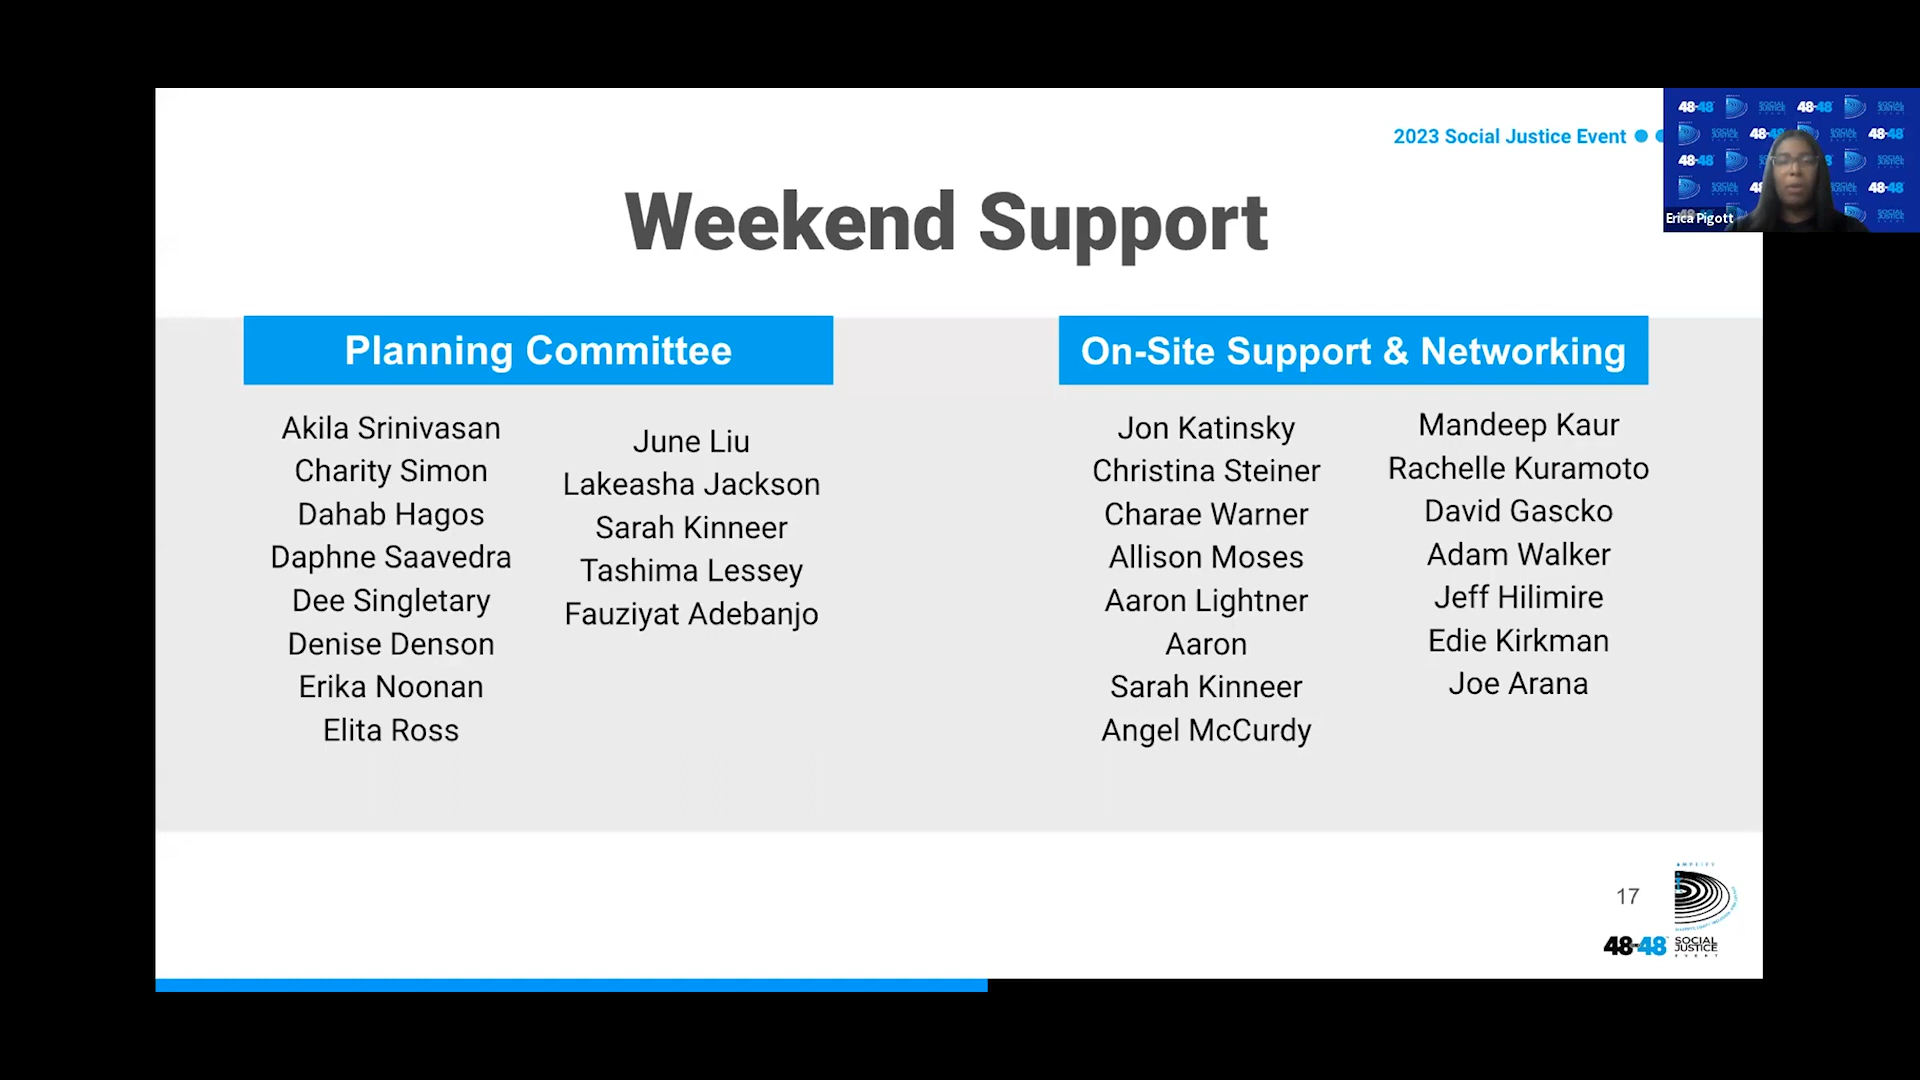 2023 Social Justice Event
Weekend Support
Erica Pigott
Planning Committee
Akila Srinivasan
Charity Simon
Dahab Hagos
Daphne Saavedra
Dee Singletary
Denise Denson
Erika Noonan
Elita Ross
June Liu
Lakeasha Jackson
Sarah Kinneer
Tashima Lessey
Fauziyat Adebanjo
On-Site Support & Networking
Jon Katinsky
Christina Steiner
Charae Warner
Allison Moses
Aaron Lightner
Aaron
Sarah Kinneer
Angel McCurdy
Mandeep Kaur
Rachelle Kuramoto
David Gascko
Adam Walker
Jeff Hilimire
Edie Kirkman
Joe Arana
17
AMPLIFY
48in48
SOCIAL
JUSTICE
EVENT